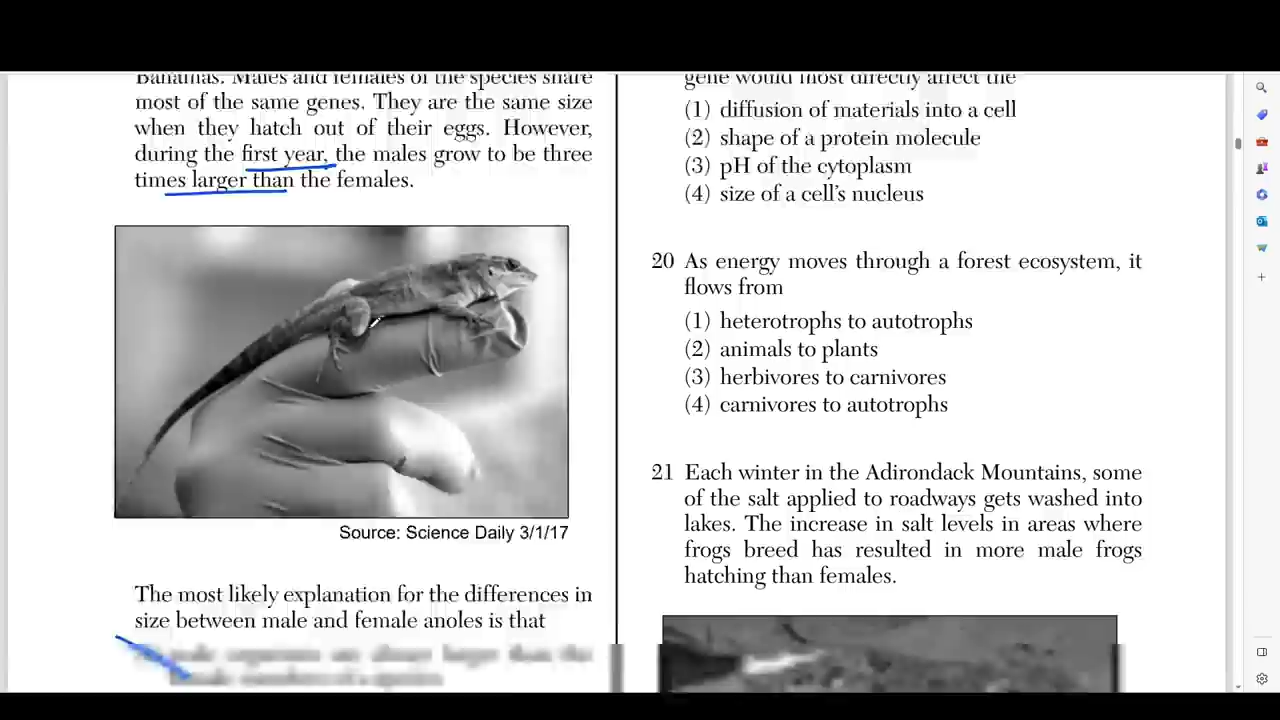 Bahamas. Males and females of the species share
most of the same genes. They are the same size
when they hatch out of their eggs. However,
during the first year, the males grow to be three
times larger than the females.
Source: Science Daily 3/1/17
The most likely explanation for the differences in
size between male and female anoles is that
gene would most directly affect the
(1) diffusion of materials into a cell
(2) shape of a protein molecule
(3) pH of the cytoplasm
(4) size of a cell's nucleus
20 As energy moves through a forest ecosystem, it
flows from
(1) heterotrophs to autotrophs
(2) animals to plants
(3) herbivores to carnivores
(4) carnivores to autotrophs
21 Each winter in the Adirondack Mountains, some
of the salt applied to roadways gets washed into
lakes. The increase in salt levels in areas where
frogs breed has resulted in more male frogs
hatching than females.